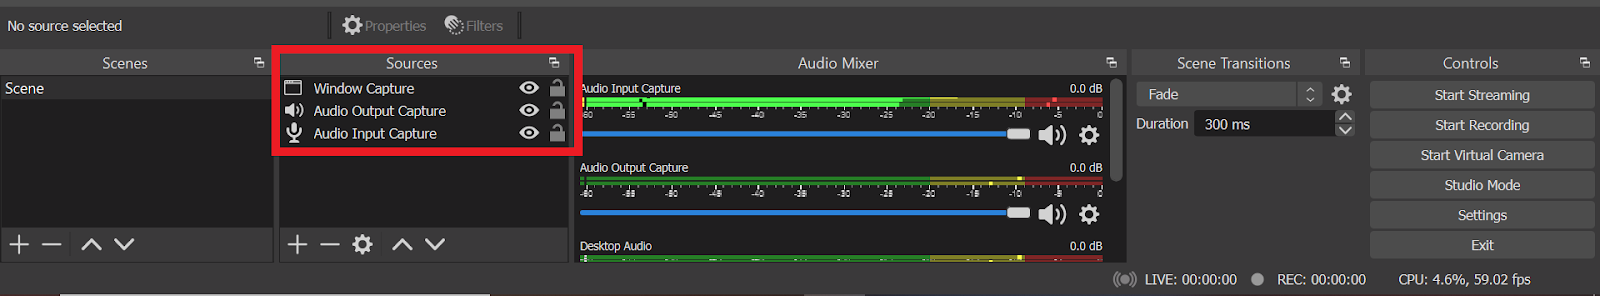 No source selected
Properties
Filters
Scenes
Scene
Sources
Window Capture
Audio Output Capture
Audio Input Capture
Audio Mixer
Audio Input Capture 0.0 dB
-60 -55 -50 -45 -40 -35 -30 -25 -20 -15 -10 -5 0
Audio Output Capture 0.0 dB
-60 -55 -50 -45 -40 -35 -30 -25 -20 -15 -10 -5 0
Desktop Audio 0.0 dB
Scene Transitions
Fade
Duration 300 ms
Controls
Start Streaming
Start Recording
Start Virtual Camera
Studio Mode
Settings
Exit
LIVE: 00:00:00 REC: 00:00:00 CPU: 4.6%, 59.02 fps